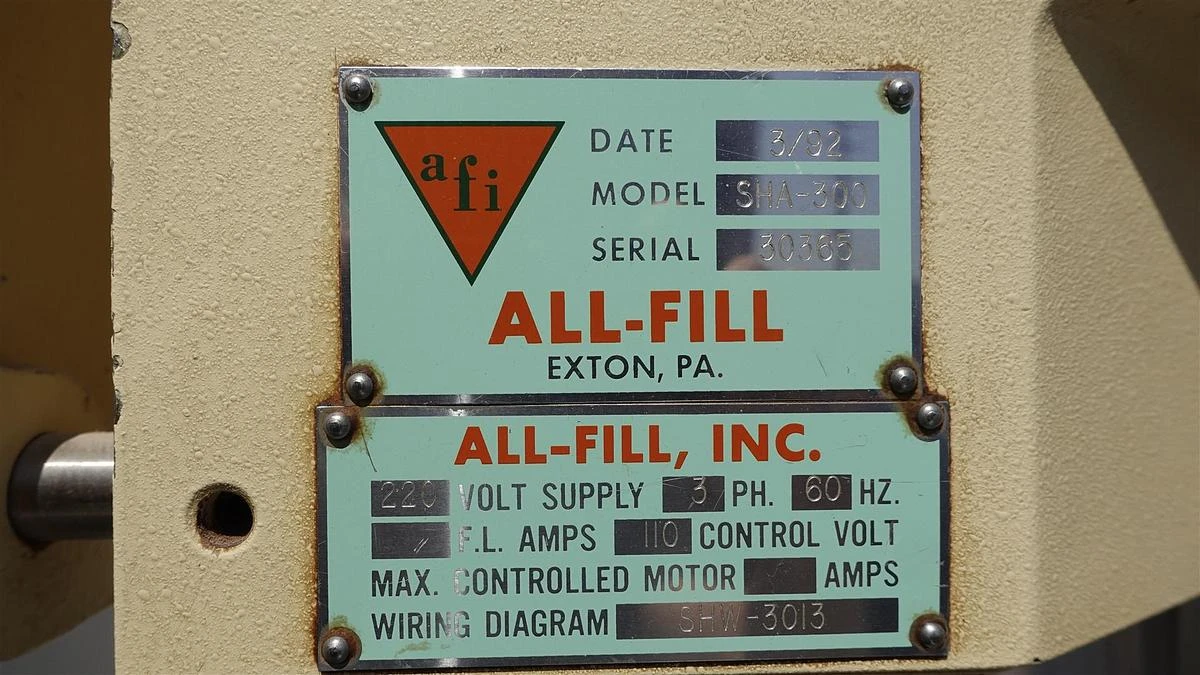 afi
DATE 3/92
MODEL SHA-300
SERIAL 30365
ALL-FILL
EXTON, PA.
ALL-FILL, INC.
220 VOLT SUPPLY 3 PH. 60 HZ.
F.L. AMPS 110 CONTROL VOLT
MAX. CONTROLLED MOTOR AMPS
WIRING DIAGRAM SHW-3013